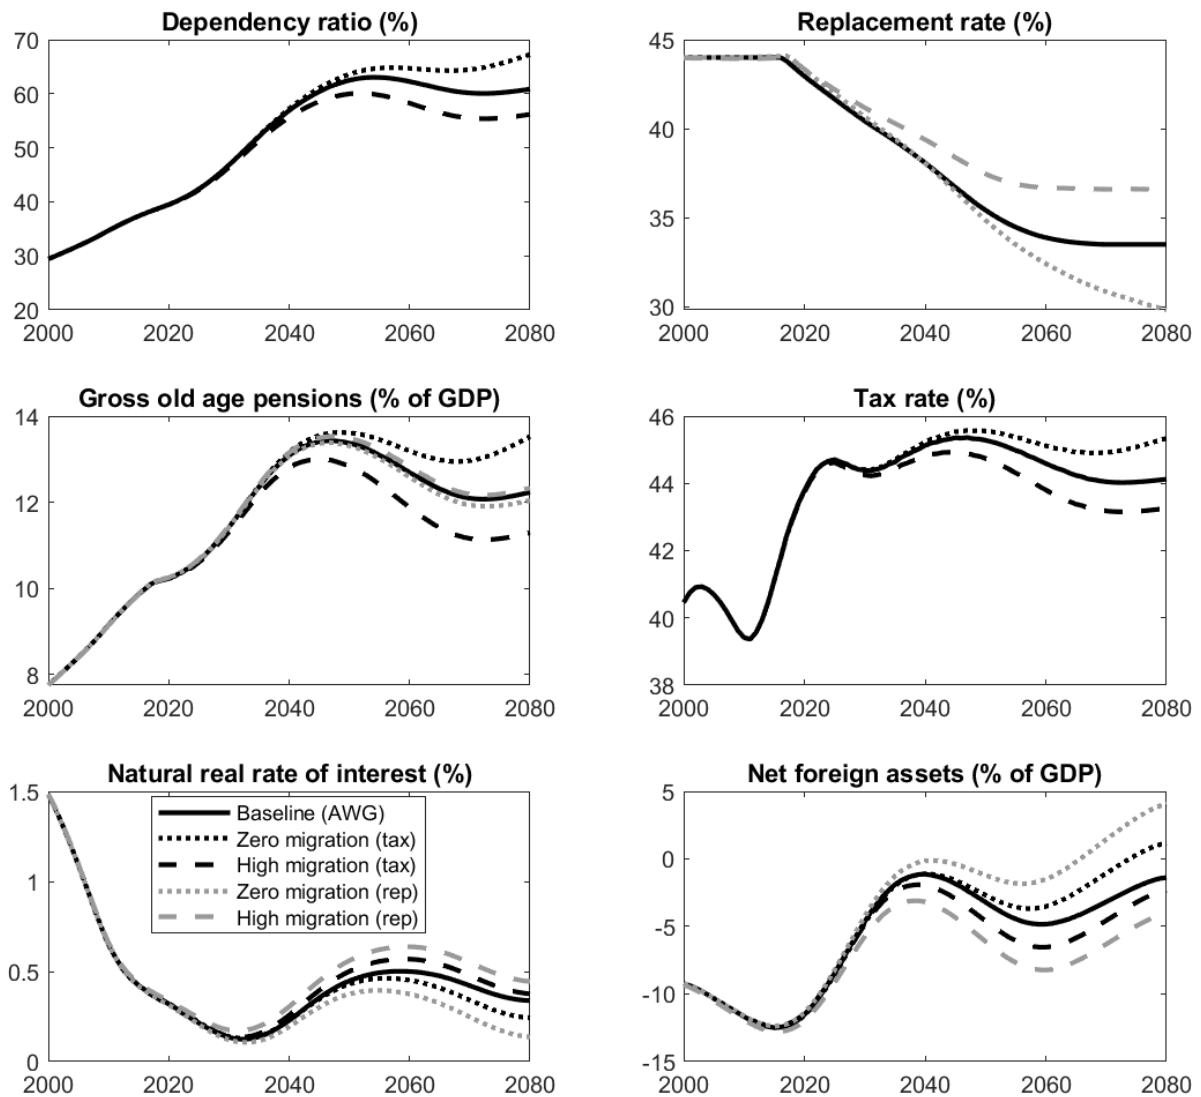 Dependency ratio (%)
70
60
50
40
30
20
2000 2020 2040 2060 2080
Replacement rate (%)
45
40
35
30
2000 2020 2040 2060 2080
Gross old age pensions (% of GDP)
14
12
10
8
2000 2020 2040 2060 2080
Tax rate (%)
46
44
42
40
38
2000 2020 2040 2060 2080
Natural real rate of interest (%)
1.5
1
0.5
0
Baseline (AWG)
Zero migration (tax)
High migration (tax)
Zero migration (rep)
High migration (rep)
2000 2020 2040 2060 2080
Net foreign assets (% of GDP)
5
0
-5
-10
-15
2000 2020 2040 2060 2080